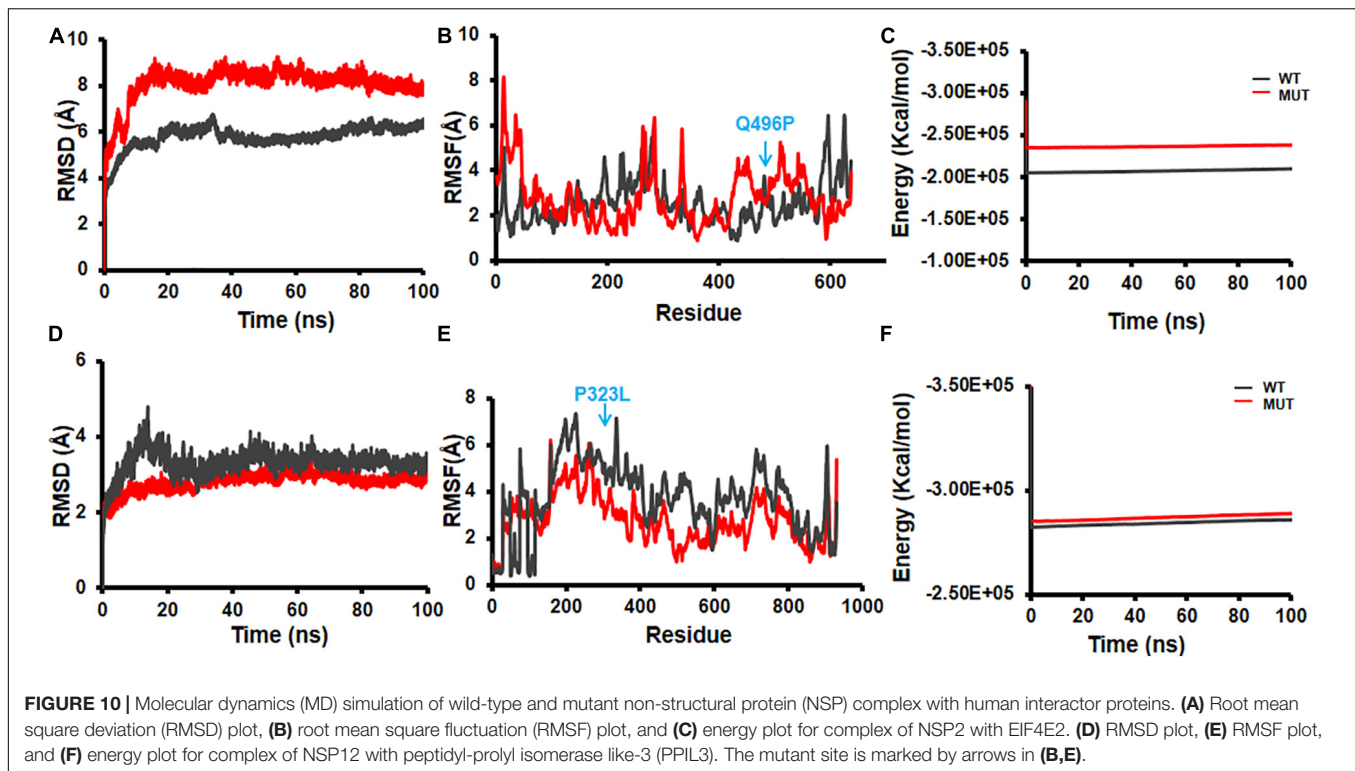 A
RMSD (Å)
10
8
6
4
2
0
0 20 40 60 80 100
Time (ns)
B
RMSF(Å)
10
8
6
4
2
0
Q496P
0 200 400 600
Residue
C
Energy (Kcal/mol)
-3.50E+05
-3.00E+05
-2.50E+05
-2.00E+05
-1.50E+05
-1.00E+05
WT
MUT
0 20 40 60 80 100
Time (ns)
D
RMSD (Å)
6
4
2
0
0 20 40 60 80 100
Time (ns)
E
RMSF(Å)
8
6
4
2
0
P323L
0 200 400 600 800 1000
Residue
F
Energy (Kcal/mol)
-3.50E+05
-3.00E+05
-2.50E+05
WT
MUT
0 20 40 60 80 100
Time (ns)
FIGURE 10 | Molecular dynamics (MD) simulation of wild-type and mutant non-structural protein (NSP) complex with human interactor proteins. (A) Root mean
square deviation (RMSD) plot, (B) root mean square fluctuation (RMSF) plot, and (C) energy plot for complex of NSP2 with EIF4E2. (D) RMSD plot, (E) RMSF plot,
and (F) energy plot for complex of NSP12 with peptidyl-prolyl isomerase like-3 (PPIL3). The mutant site is marked by arrows in (B,E).